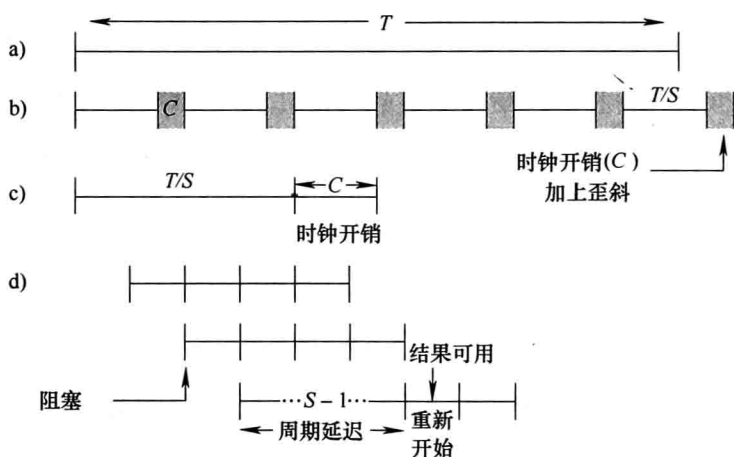 T
a)
b)
C
T/S
时钟开销(C)
加上歪斜
c)
T/S
C
时钟开销
d)
结果可用
阻塞
…S－1…
周期延迟
重新
开始